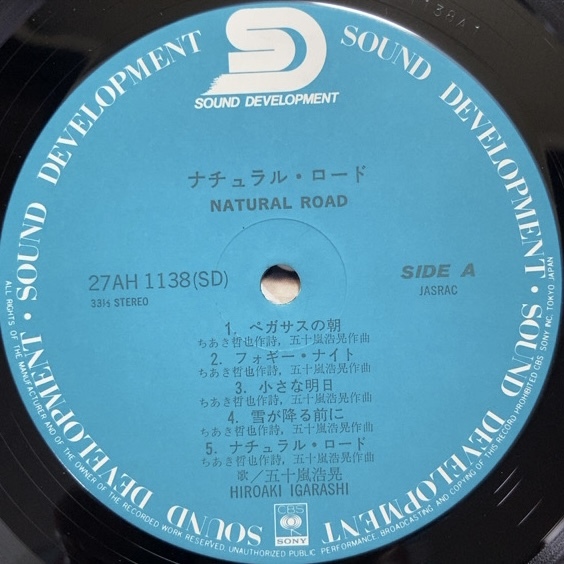 SOUND DEVELOPMENT
ナチュラル・ロード
NATURAL ROAD
27AH 1138(SD)
33⅓ STEREO
SIDE A
JASRAC
1. ペガサスの朝
ちあき哲也作詩，五十嵐浩晃作曲
2. フォギー・ナイト
ちあき哲也作詩，五十嵐浩晃作曲
3. 小さな明日
ちあき哲也作詩，五十嵐浩晃作曲
4. 雪が降る前に
ちあき哲也作詩，五十嵐浩晃作曲
5. ナチュラル・ロード
ちあき哲也作詩，五十嵐浩晃作曲
歌／五十嵐浩晃
HIROAKI IGARASHI
CBS
SONY
SOUND DEVELOPMENT • SOUND DEVELOPMENT • SOUND DEVELOPMENT
ALL RIGHTS OF THE MANUFACTURER AND OF THE OWNER OF THE RECORDED WORK RESERVED. UNAUTHORIZED PUBLIC PERFORMANCE, BROADCASTING AND COPYING OF THIS RECORD PROHIBITED CBS SONY INC. TOKYO JAPAN